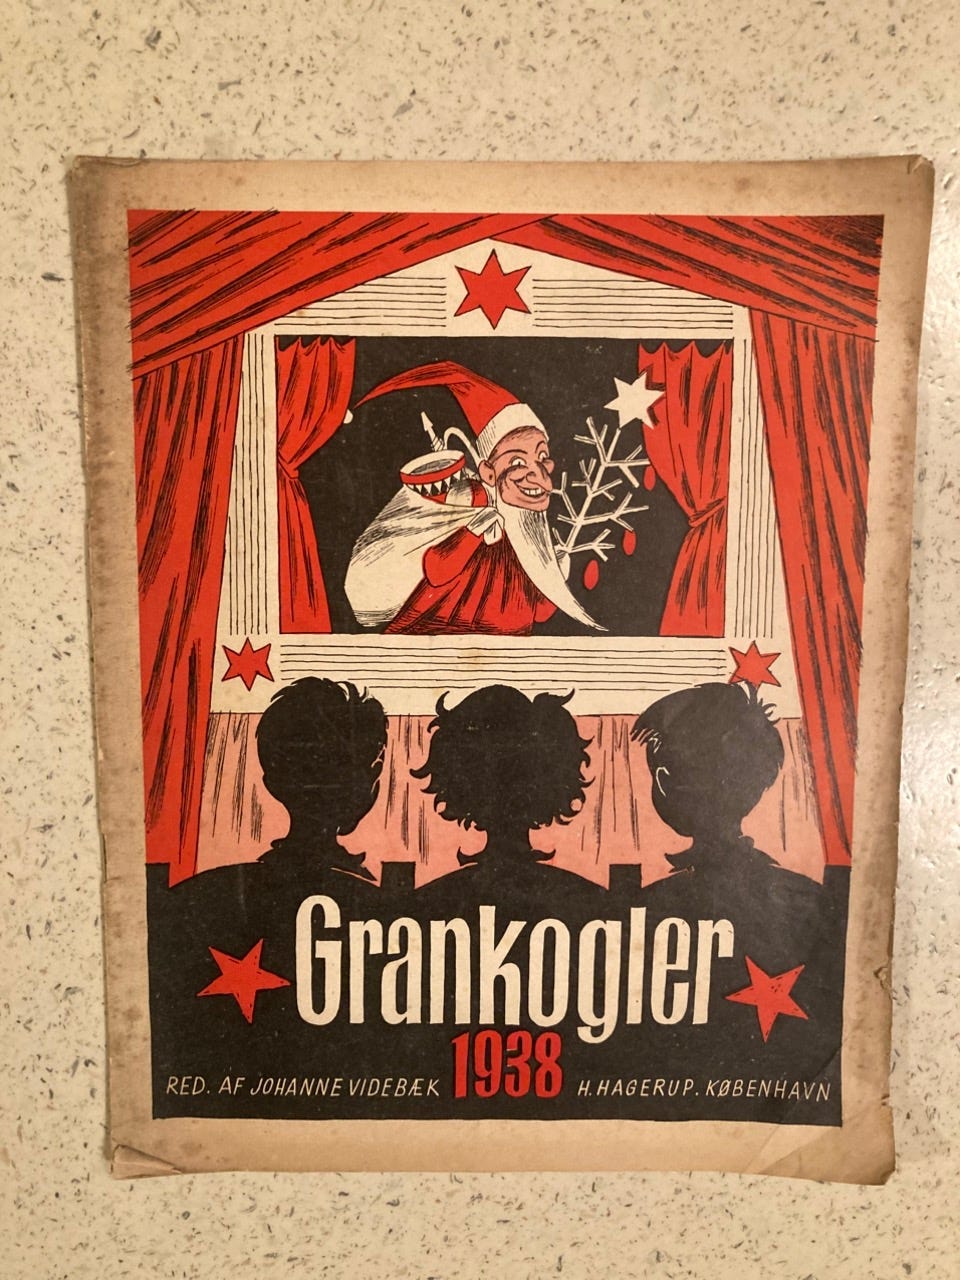 Grankogler
1938
RED. AF JOHANNE VIDEBÆK
H. HAGERUP. KØBENHAVN